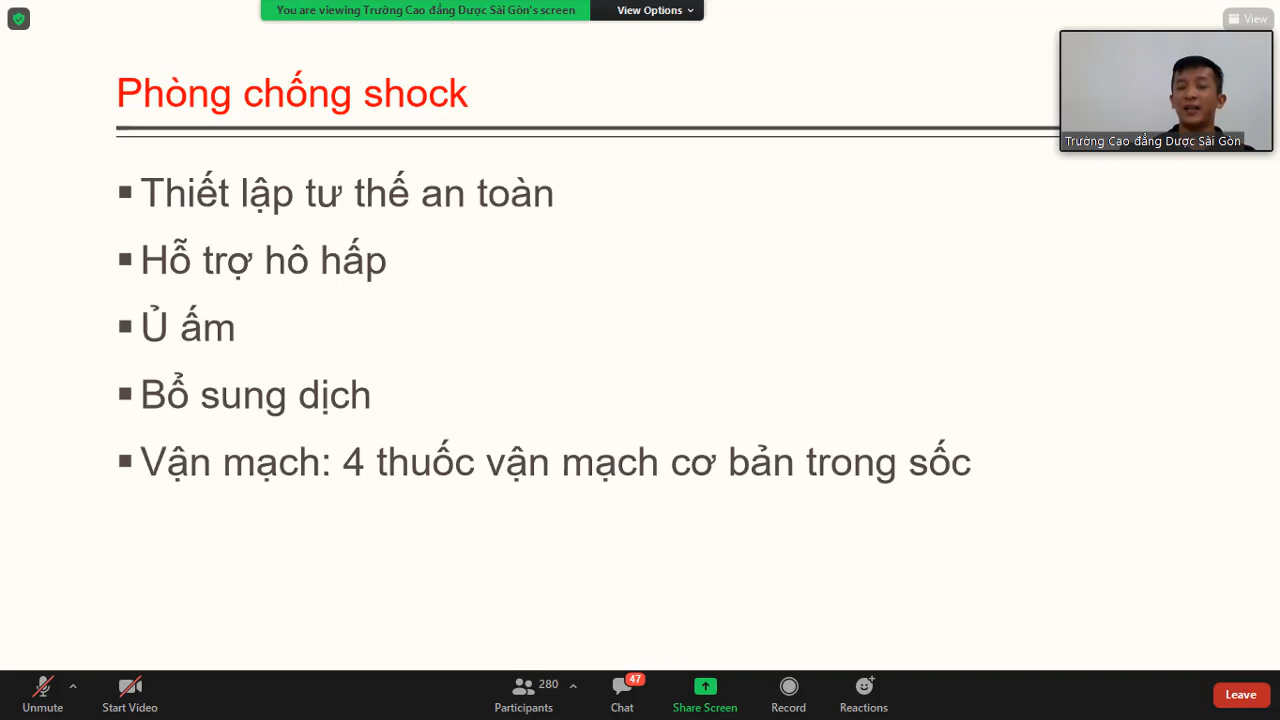 You are viewing Trường Cao đẳng Dược Sài Gòn's screen
View Options
View
Phòng chống shock
Trường Cao đẳng Dược Sài Gòn
Thiết lập tư thế an toàn
Hỗ trợ hô hấp
Ủ ấm
Bổ sung dịch
Vận mạch: 4 thuốc vận mạch cơ bản trong sốc
Unmute
Start Video
280
Participants
47
Chat
Share Screen
Record
Reactions
Leave